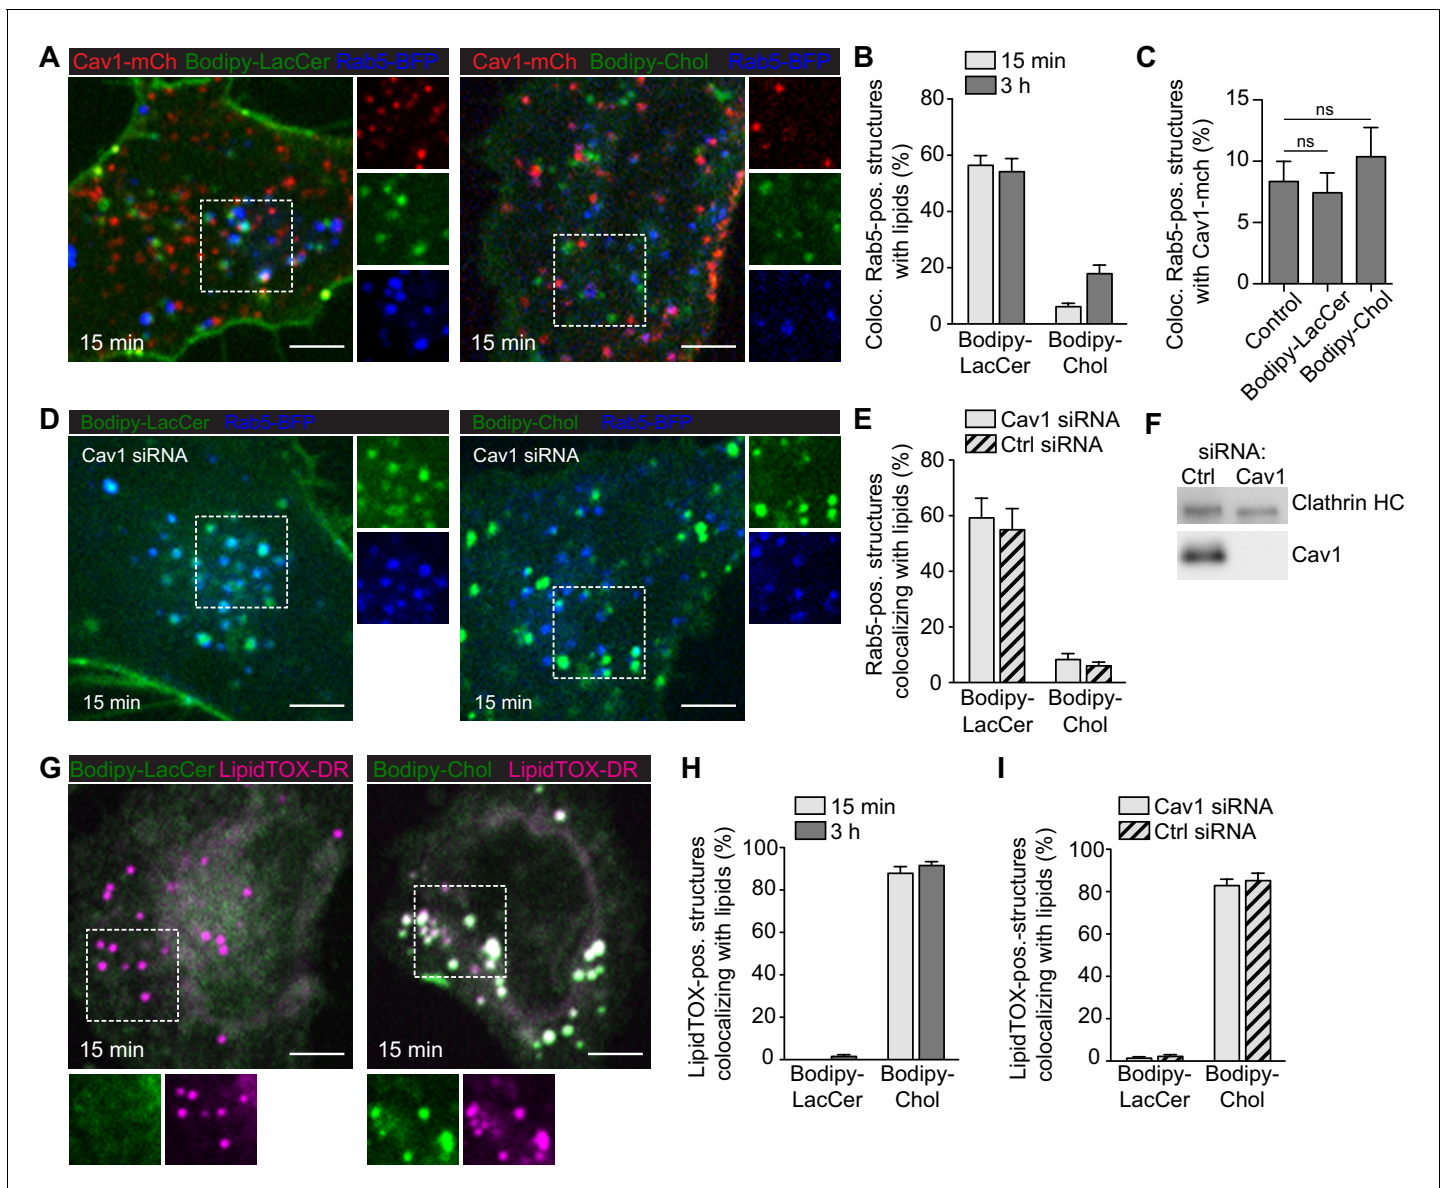 A
Cav1-mCh Bodipy-LacCer Rab5-BFP
15 min
Cav1-mCh Bodipy-Chol Rab5-BFP
15 min
B
15 min
3 h
Coloc. Rab5-pos. structures
with lipids (%)
80
60
40
20
0
Bodipy-
LacCer
Bodipy-
Chol
C
Coloc. Rab5-pos. structures
with Cav1-mch (%)
15
10
5
0
ns
ns
Control
Bodipy-LacCer
Bodipy-Chol
D
Bodipy-LacCer Rab5-BFP
Cav1 siRNA
15 min
Bodipy-Chol Rab5-BFP
Cav1 siRNA
15 min
E
Cav1 siRNA
Ctrl siRNA
Rab5-pos. structures
colocalizing with lipids (%)
80
60
40
20
0
Bodipy-
LacCer
Bodipy-
Chol
F
siRNA:
Ctrl Cav1
Clathrin HC
Cav1
G
Bodipy-LacCer LipidTOX-DR
15 min
Bodipy-Chol LipidTOX-DR
15 min
H
15 min
3 h
LipidTOX-pos. structures
colocalizing with lipids (%)
100
80
60
40
20
0
Bodipy-
LacCer
Bodipy-
Chol
I
Cav1 siRNA
Ctrl siRNA
LipidTOX-pos.-structures
colocalizing with lipids (%)
100
80
60
40
20
0
Bodipy-
LacCer
Bodipy-
Chol